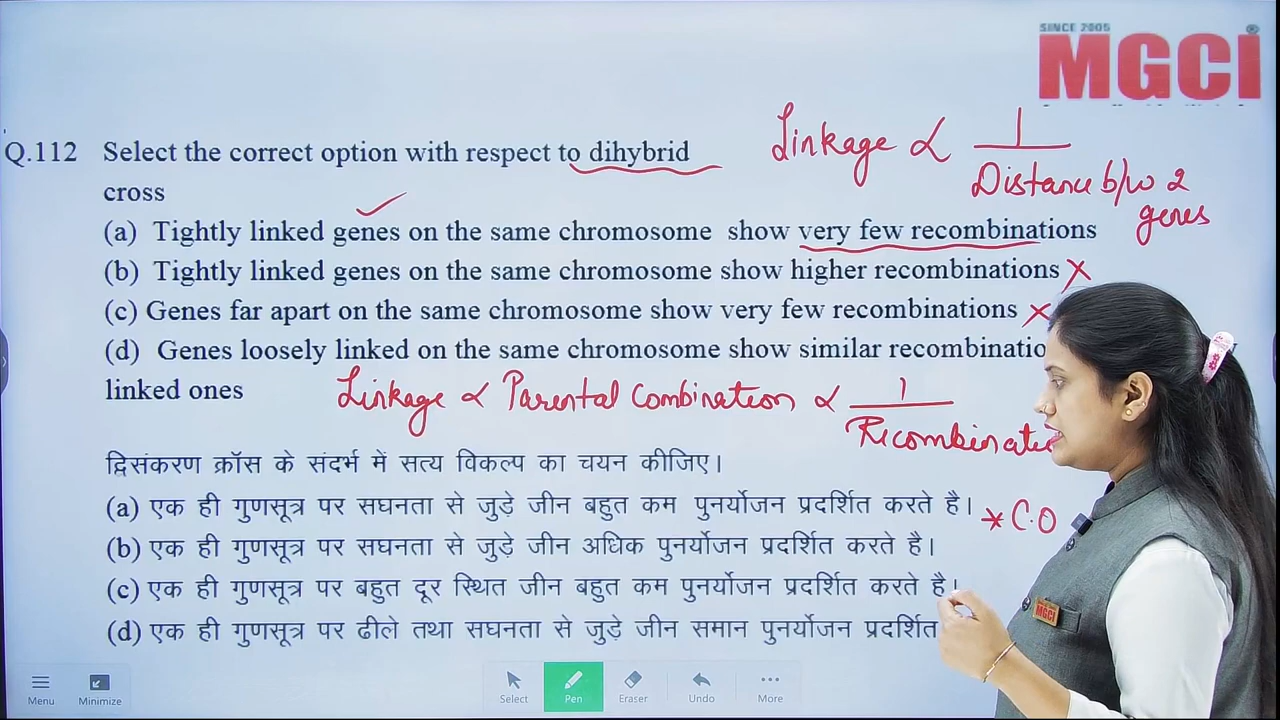 SINCE 2005
MGCI
Linkage ∝ 1
Distance b/w 2
genes
Q.112 Select the correct option with respect to dihybrid
cross
(a) Tightly linked genes on the same chromosome show very few recombinations
(b) Tightly linked genes on the same chromosome show higher recombinations
(c) Genes far apart on the same chromosome show very few recombinations
(d) Genes loosely linked on the same chromosome show similar
linked ones
Linkage ∝ Parental Combination ∝ 1
द्विसंकरण क्रॉस के संदर्भ में सत्य विकल्प का चयन कीजिए।
(a) एक ही गुणसूत्र पर सघनता से जुड़े जीन बहुत कम पुनर्योजन प्रदर्शित करते है।
* C.O
(b) एक ही गुणसूत्र पर सघनता से जुड़े जीन अधिक पुनर्योजन प्रदर्शित करते है।
(c) एक ही गुणसूत्र पर बहुत दूर स्थित जीन बहुत कम पुनर्योजन प्रदर्शित करते है।
(d) एक ही गुणसूत्र पर ढीले तथा सघनता से जुड़े जीन समान पुनर्योजन प्रदर्शित
MGCI
Menu Minimize Select Pen Eraser Undo More